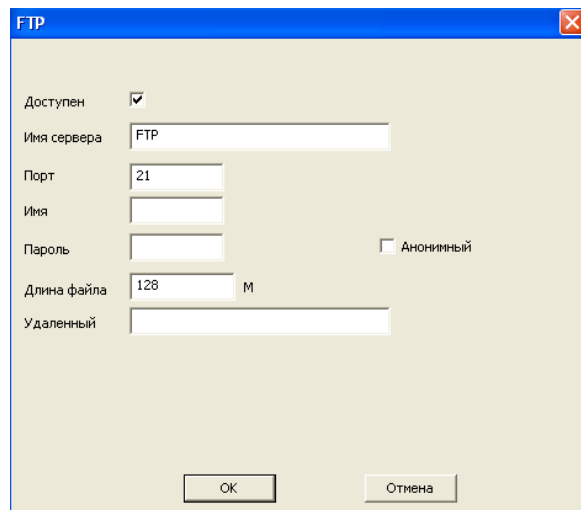 FTP
Доступен
Имя сервера FTP
Порт 21
Имя
Пароль Анонимный
Длина файла 128 М
Удаленный
OK Отмена